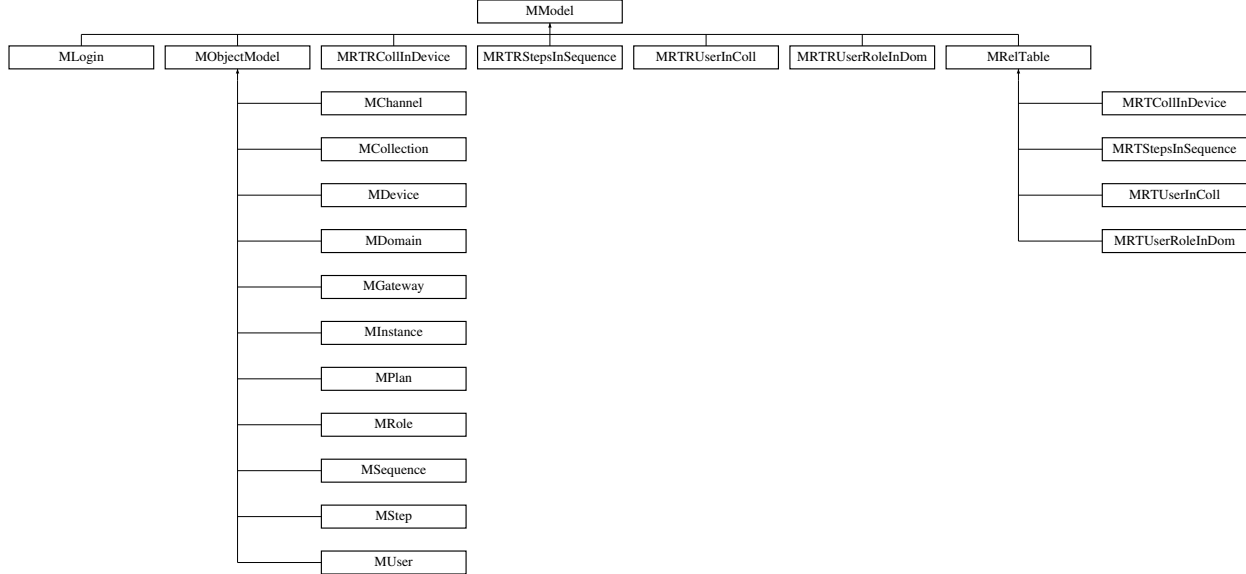 MModel
MLogin MObjectModel MRTRCollInDevice MRTRStepsInSequence MRTRUserInColl MRTRUserRoleInDom MRelTable
MChannel MRTCollInDevice
MCollection MRTStepsInSequence
MDevice MRTUserInColl
MDomain MRTUserRoleInDom
MGateway
MInstance
MPlan
MRole
MSequence
MStep
MUser